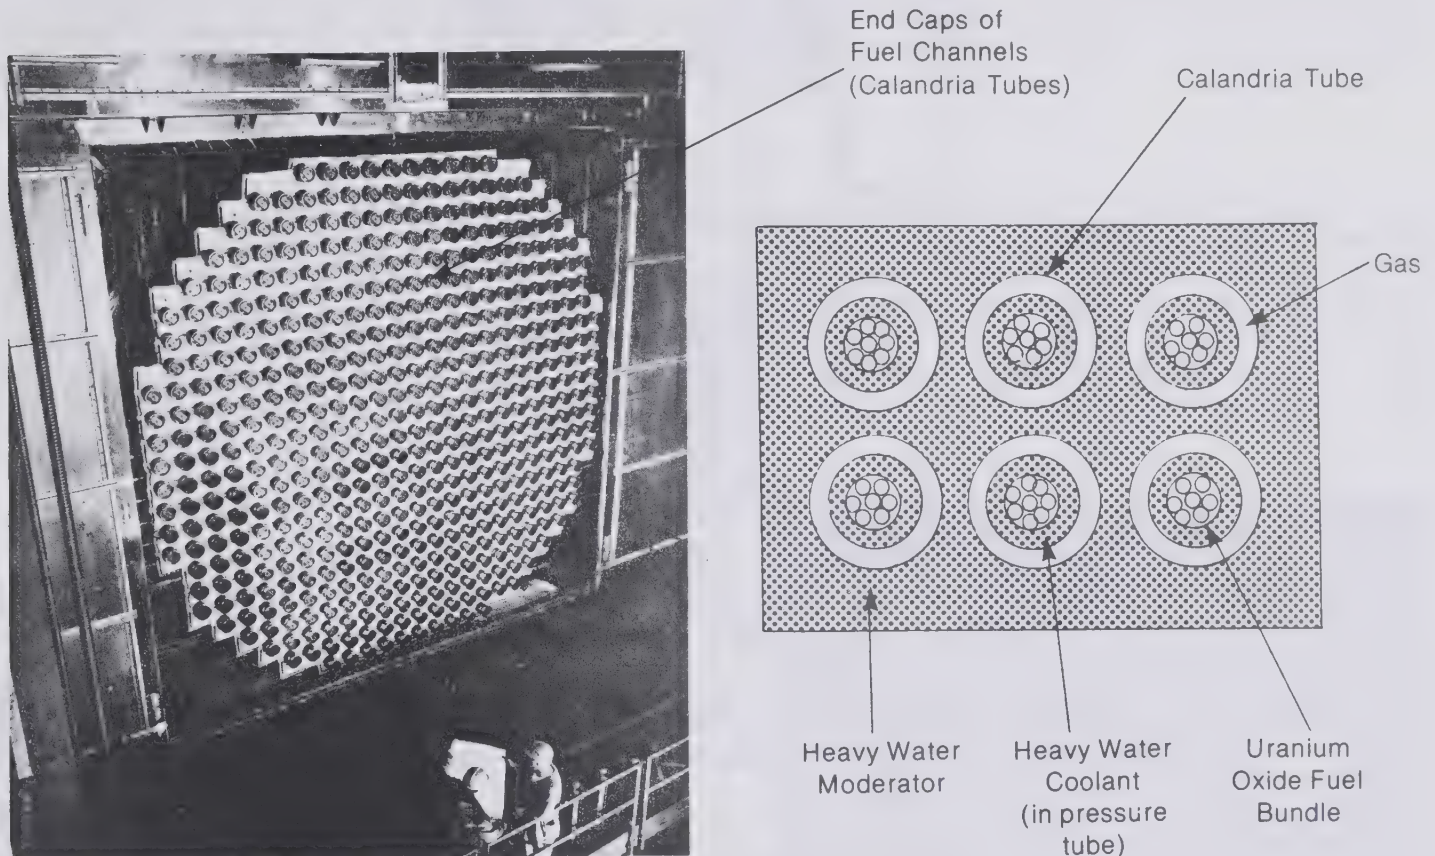 End Caps of
Fuel Channels
(Calandria Tubes)
Calandria Tube
Gas
Heavy Water
Moderator
Heavy Water
Coolant
(in pressure
tube)
Uranium
Oxide Fuel
Bundle